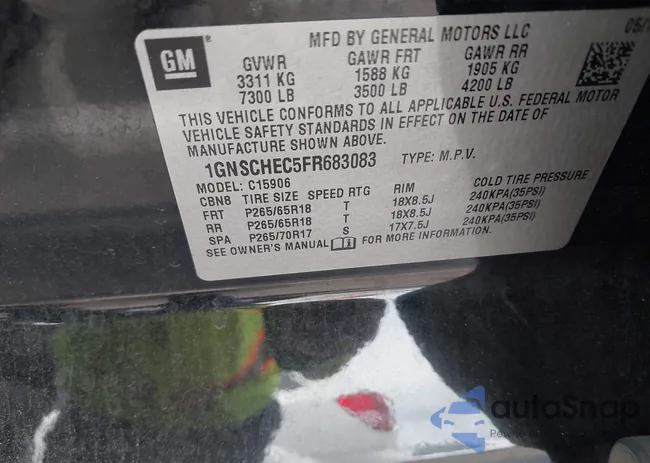 MFD BY GENERAL MOTORS LLC 05/
GM
GVWR GAWR FRT GAWR RR
3311 KG 1588 KG 1905 KG
7300 LB 3500 LB 4200 LB
THIS VEHICLE CONFORMS TO ALL APPLICABLE U.S. FEDERAL MOTOR
VEHICLE SAFETY STANDARDS IN EFFECT ON THE DATE OF
MANUFACTURE SHOWN ABOVE.
1GNSCHEC5FR683083 TYPE: M.P.V.
MODEL: C15906
CBN8 TIRE SIZE SPEED RTG RIM COLD TIRE PRESSURE
FRT P265/65R18 T 18X8.5J 240KPA(35PSI)
RR P265/65R18 T 18X8.5J 240KPA(35PSI)
SPA P265/70R17 S 17X7.5J 240KPA(35PSI)
SEE OWNER'S MANUAL FOR MORE INFORMATION.
autoSnap